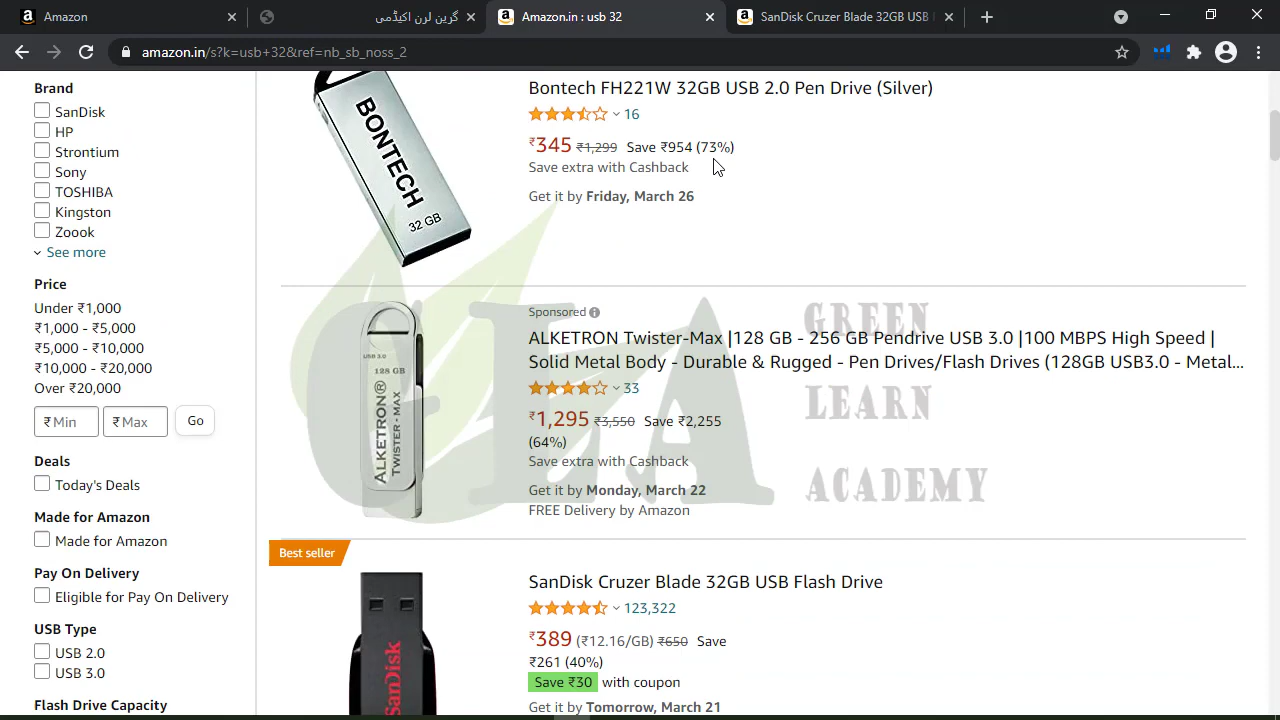 Amazon
گرین لرن اکیڈمی
Amazon.in : usb 32
SanDisk Cruzer Blade 32GB USB
amazon.in/s?k=usb+32&ref=nb_sb_noss_2
Brand
SanDisk
HP
Strontium
Sony
TOSHIBA
Kingston
Zoook
See more
Price
Under ₹1,000
₹1,000 - ₹5,000
₹5,000 - ₹10,000
₹10,000 - ₹20,000
Over ₹20,000
₹ Min
₹ Max
Go
Deals
Today's Deals
Made for Amazon
Made for Amazon
Pay On Delivery
Eligible for Pay On Delivery
USB Type
USB 2.0
USB 3.0
Flash Drive Capacity
BONTECH
32 GB
Bontech FH221W 32GB USB 2.0 Pen Drive (Silver)
16
₹345 ₹1,299 Save ₹954 (73%)
Save extra with Cashback
Get it by Friday, March 26
USB 3.0
128 GB
ALKETRON®
TWISTER-MAX
Sponsored
ALKETRON Twister-Max |128 GB - 256 GB Pendrive USB 3.0 |100 MBPS High Speed |
Solid Metal Body - Durable & Rugged - Pen Drives/Flash Drives (128GB USB3.0 - Metal...
33
₹1,295 ₹3,550 Save ₹2,255
(64%)
Save extra with Cashback
Get it by Monday, March 22
FREE Delivery by Amazon
GLA
GREEN
LEARN
ACADEMY
Best seller
SanDisk
SanDisk Cruzer Blade 32GB USB Flash Drive
123,322
₹389 (₹12.16/GB) ₹650 Save
₹261 (40%)
Save ₹30 with coupon
Get it by Tomorrow, March 21